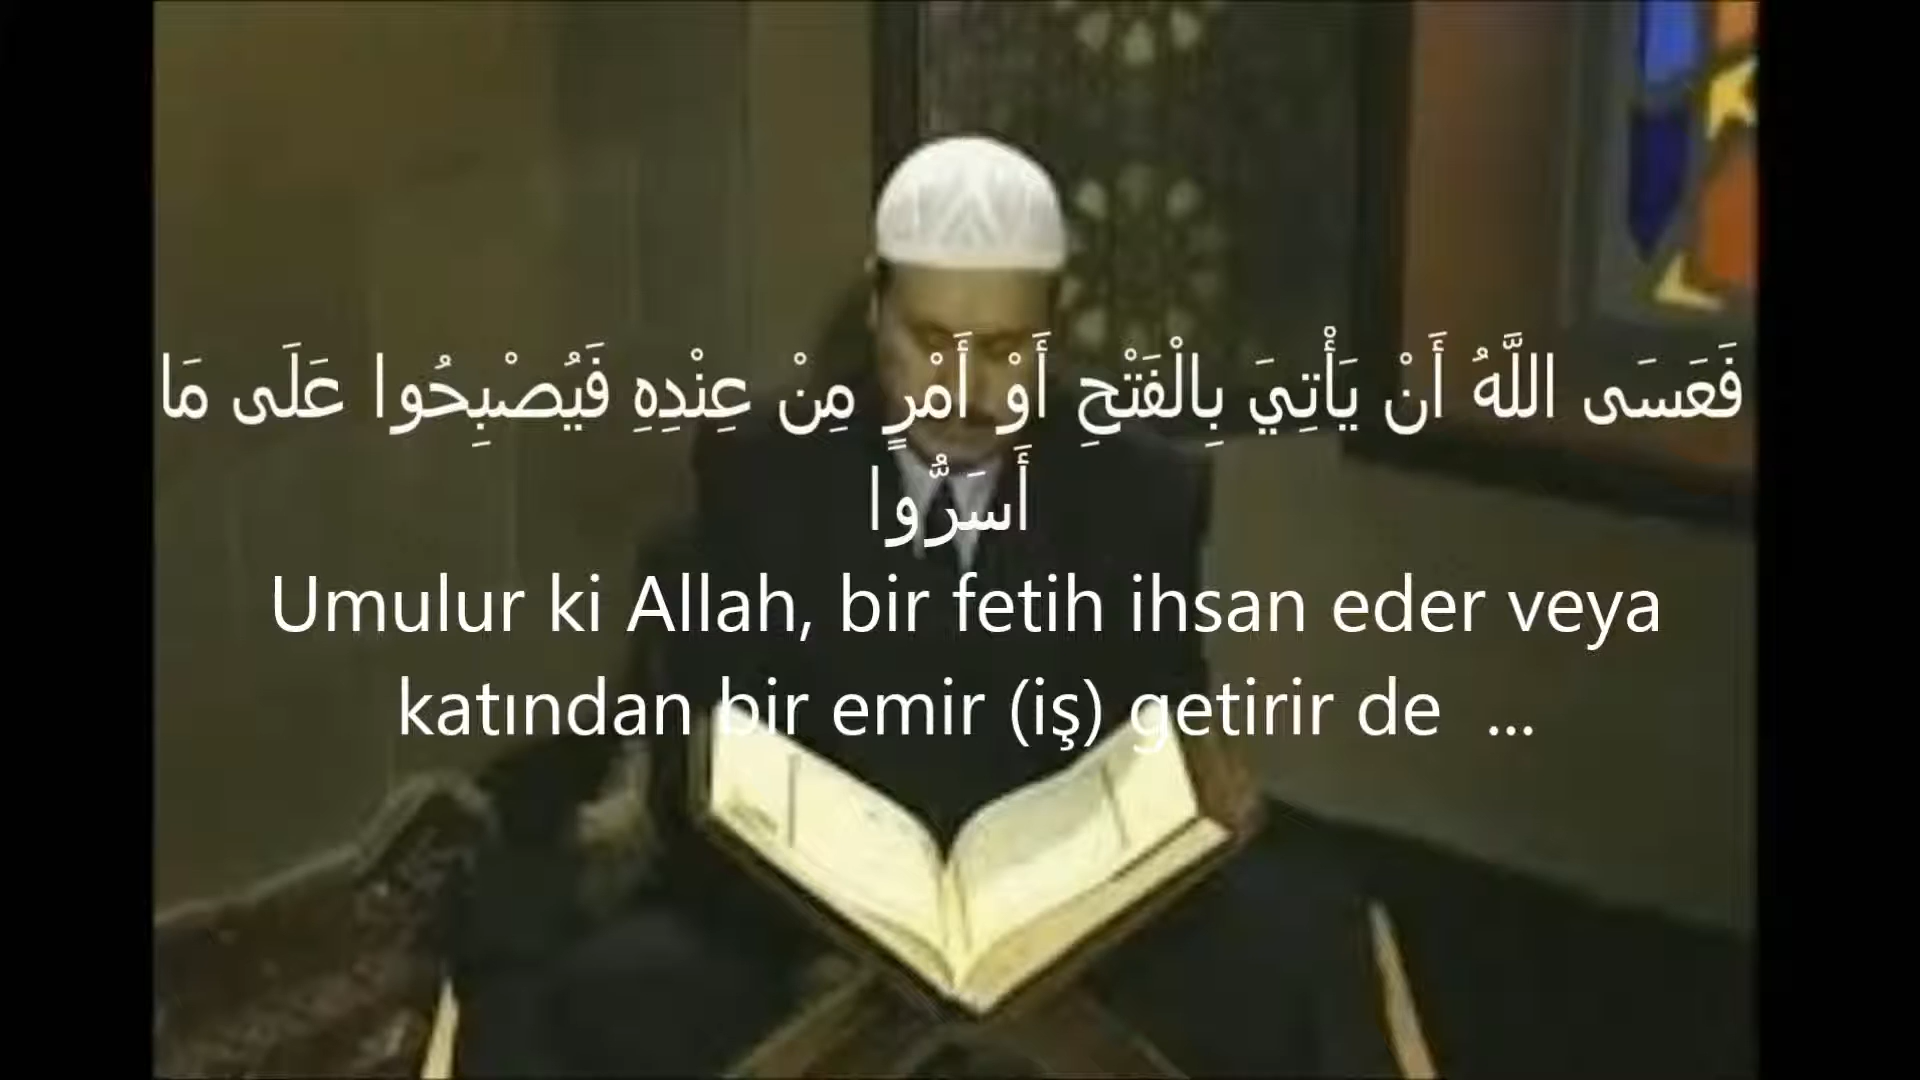 فَعَسَى اللَّهُ أَنْ يَأْتِيَ بِالْفَتْحِ أَوْ أَمْرٍ مِنْ عِنْدِهِ فَيُصْبِحُوا عَلَى مَا
أَسَرُّوا
Umulur ki Allah, bir fetih ihsan eder veya
katından bir emir (iş) getirir de ...